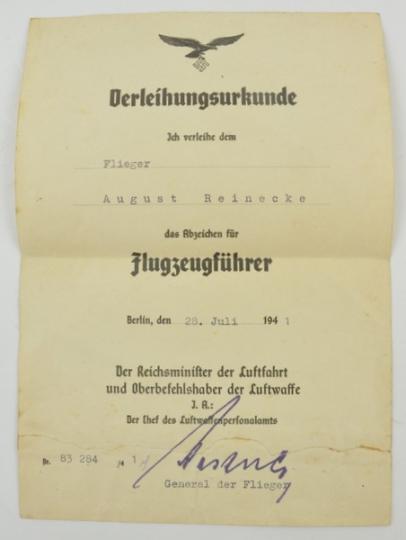 Verleihungsurkunde
Ich verleihe dem
Flieger
August Reinecke
das Abzeichen für
Flugzeugführer
Berlin, den 28. Juli 1941
Der Reichsminister der Luftfahrt
und Oberbefehlshaber der Luftwaffe
I. A.:
Der Chef des Luftwaffenpersonalamts
Nr. 83 284 /41
General der Flieger